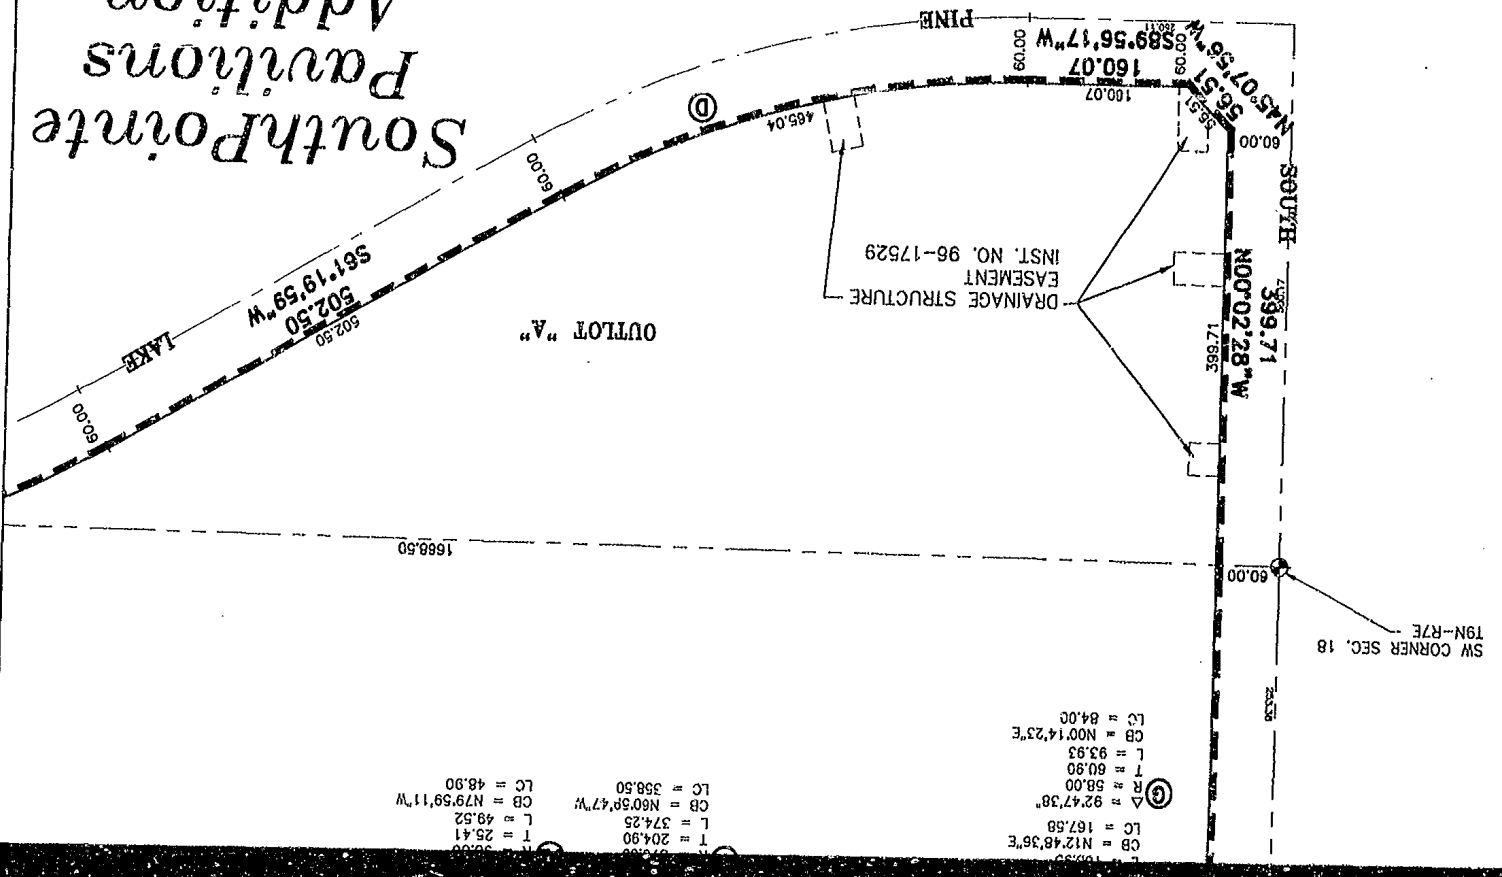 LC = 84.00
CB = N00°14'23"E
L = 93.93
T = 60.90
R = 58.00
△ = 92°47'38"
G
LC = 167.58
CB = N12°48'36"E
LC = 358.50
CB = N60°59'47"W
L = 374.25
T = 204.90
LC = 48.90
CB = N79°59'11"W
L = 49.52
T = 25.41
SW CORNER SEC. 18
T9N-R7E
60.00
1668.50
OUTLOT "A"
DRAINAGE STRUCTURE
EASEMENT
INST. NO. 96-17529
399.71
N00°02'28"W
399.71
SOUTH
60.00
N45°07'56"W
56.51
56.51
60.00
160.07
160.07
S89°56'17"W
60.00
PINE
465.04
D
60.00
502.50
502.50
S61°19'59"W
LAKE
60.00
SouthPointe
Pavilions
Addition